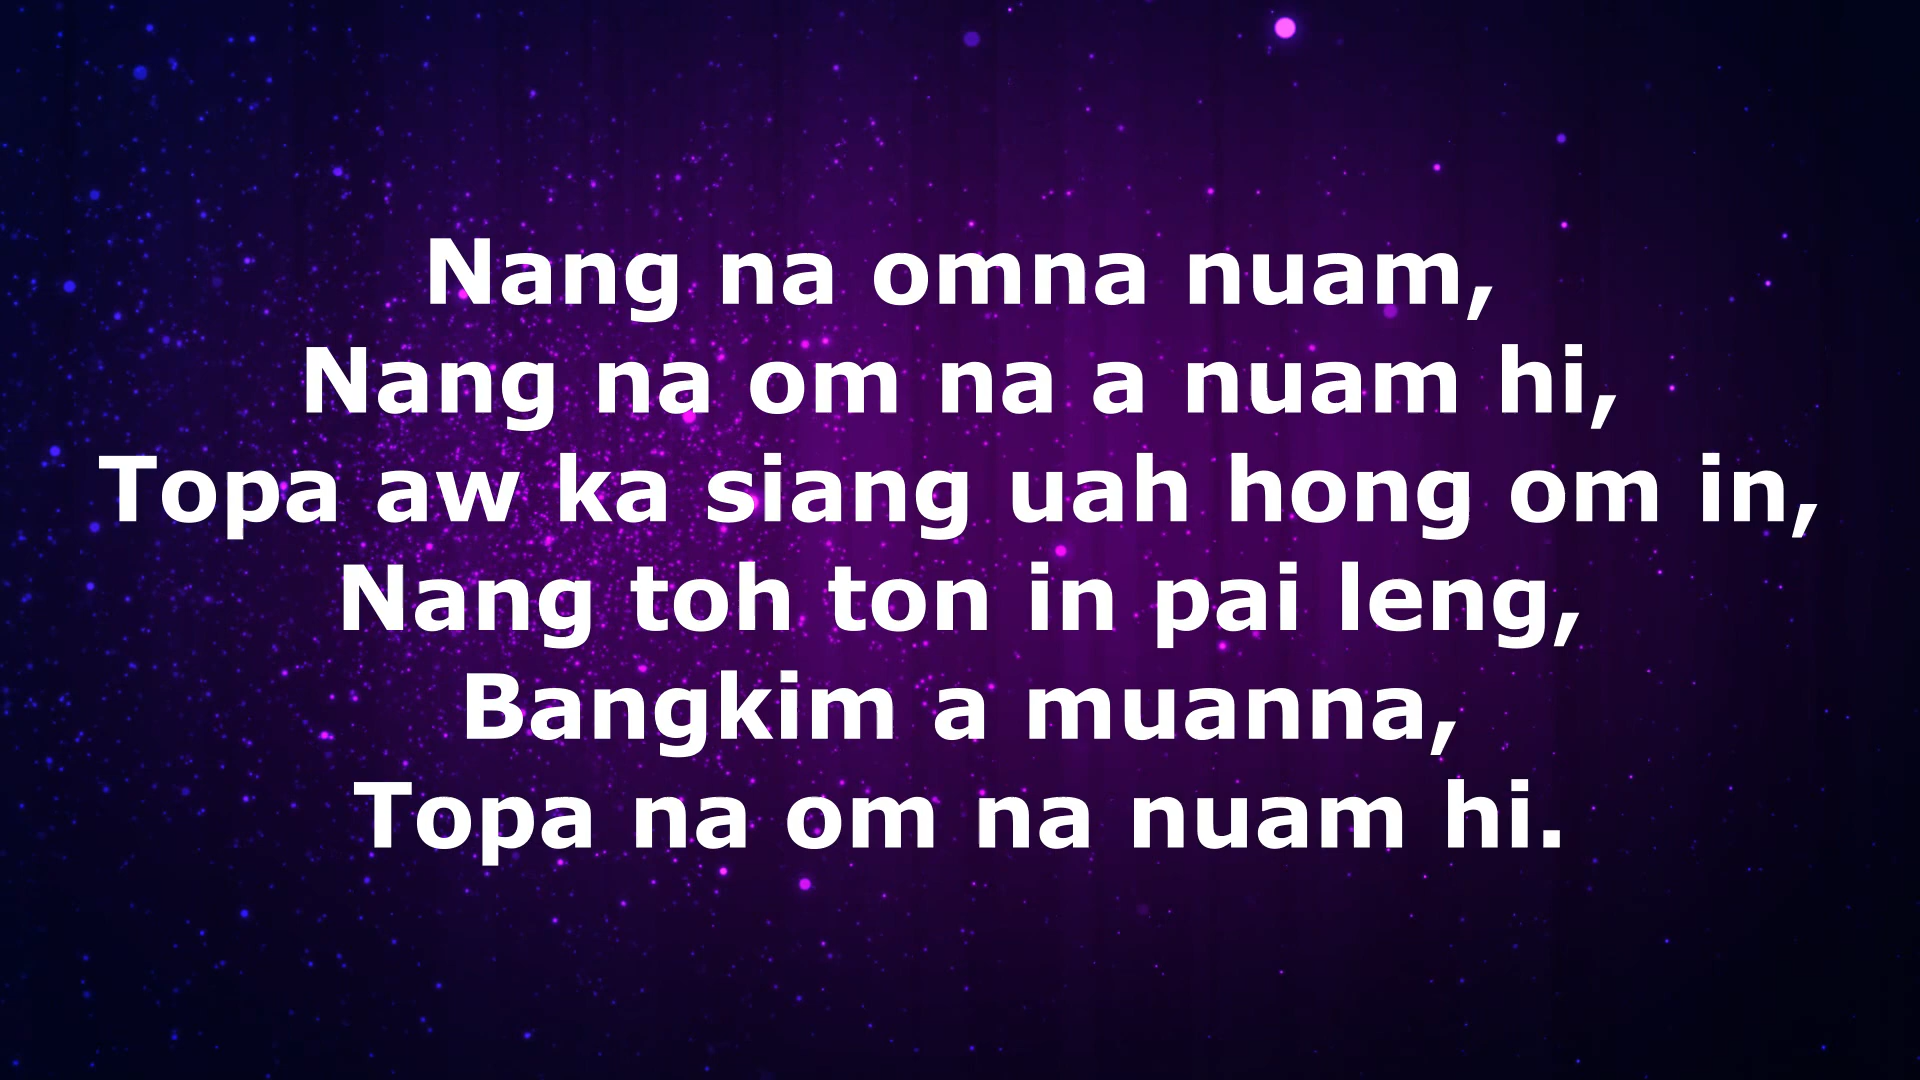 Nang na omna nuam,
Nang na om na a nuam hi,
Topa aw ka siang uah hong om in,
Nang toh ton in pai leng,
Bangkim a muanna,
Topa na om na nuam hi.